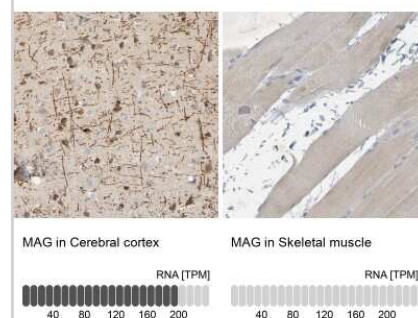 MAG in Cerebral cortex
RNA [TPM]
40 80 120 160 200
MAG in Skeletal muscle
RNA [TPM]
40 80 120 160 200